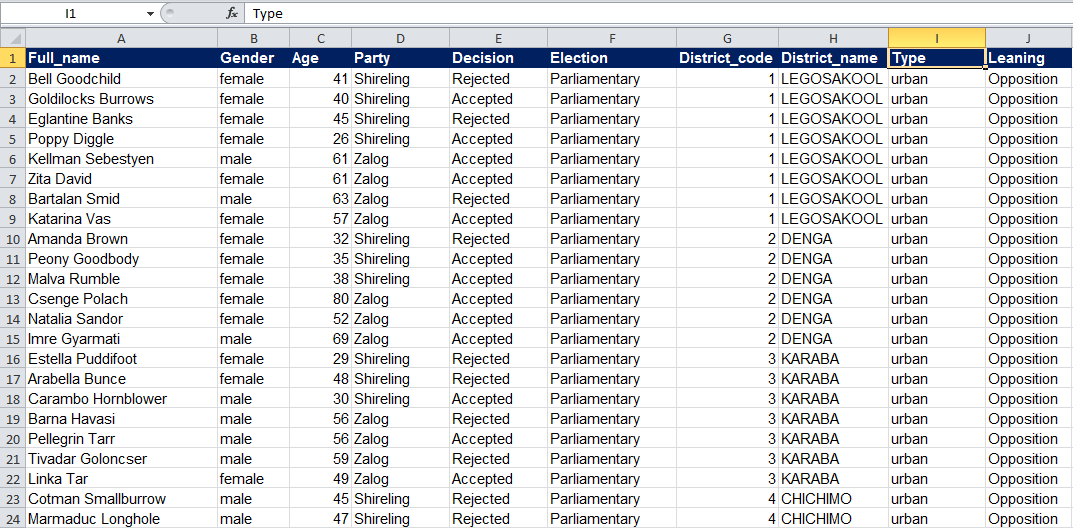 I1 fx Type
A B C D E F G H I J
1 Full_name Gender Age Party Decision Election District_code District_name Type Leaning
2 Bell Goodchild female 41 Shireling Rejected Parliamentary 1 LEGOSAKOOL urban Opposition
3 Goldilocks Burrows female 40 Shireling Accepted Parliamentary 1 LEGOSAKOOL urban Opposition
4 Eglantine Banks female 45 Shireling Rejected Parliamentary 1 LEGOSAKOOL urban Opposition
5 Poppy Diggle female 26 Shireling Accepted Parliamentary 1 LEGOSAKOOL urban Opposition
6 Kellman Sebestyen male 61 Zalog Accepted Parliamentary 1 LEGOSAKOOL urban Opposition
7 Zita David female 61 Zalog Accepted Parliamentary 1 LEGOSAKOOL urban Opposition
8 Bartalan Smid male 63 Zalog Rejected Parliamentary 1 LEGOSAKOOL urban Opposition
9 Katarina Vas female 57 Zalog Accepted Parliamentary 1 LEGOSAKOOL urban Opposition
10 Amanda Brown female 32 Shireling Rejected Parliamentary 2 DENGA urban Opposition
11 Peony Goodbody female 35 Shireling Accepted Parliamentary 2 DENGA urban Opposition
12 Malva Rumble female 38 Shireling Accepted Parliamentary 2 DENGA urban Opposition
13 Csenge Polach female 80 Zalog Accepted Parliamentary 2 DENGA urban Opposition
14 Natalia Sandor female 52 Zalog Accepted Parliamentary 2 DENGA urban Opposition
15 Imre Gyarmati male 69 Zalog Accepted Parliamentary 2 DENGA urban Opposition
16 Estella Puddifoot female 29 Shireling Rejected Parliamentary 3 KARABA urban Opposition
17 Arabella Bunce female 48 Shireling Rejected Parliamentary 3 KARABA urban Opposition
18 Carambo Hornblower male 30 Shireling Accepted Parliamentary 3 KARABA urban Opposition
19 Barna Havasi male 56 Zalog Rejected Parliamentary 3 KARABA urban Opposition
20 Pellegrin Tarr male 56 Zalog Accepted Parliamentary 3 KARABA urban Opposition
21 Tivadar Goloncser male 59 Zalog Rejected Parliamentary 3 KARABA urban Opposition
22 Linka Tar female 49 Zalog Accepted Parliamentary 3 KARABA urban Opposition
23 Cotman Smallburrow male 45 Shireling Rejected Parliamentary 4 CHICHIMO urban Opposition
24 Marmaduc Longhole male 47 Shireling Rejected Parliamentary 4 CHICHIMO urban Opposition